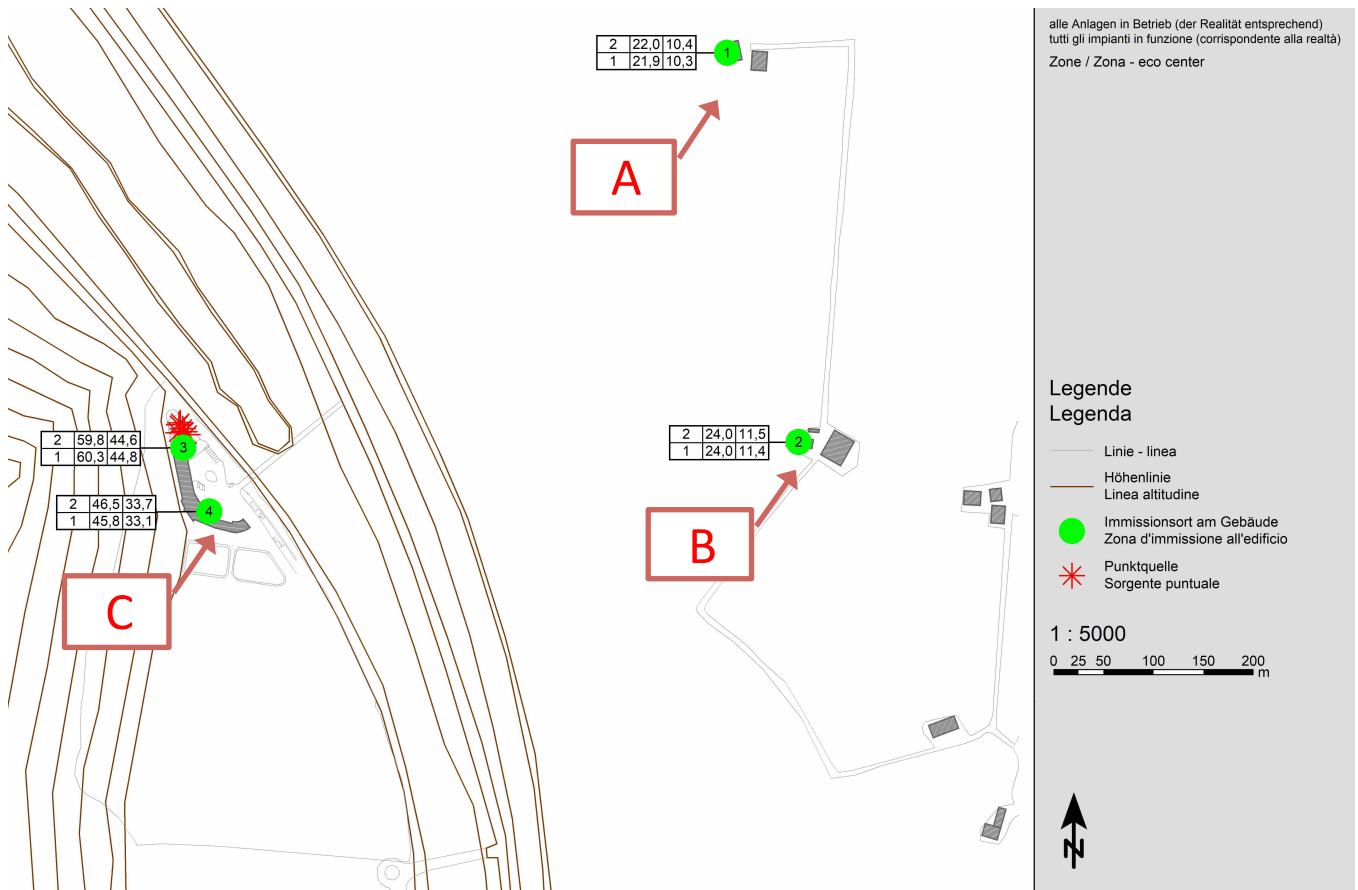 2 22,0 10,4
1 21,9 10,3
1
A
2 24,0 11,5
1 24,0 11,4
2
B
2 59,8 44,6
1 60,3 44,8
3
2 46,5 33,7
1 45,8 33,1
4
C
alle Anlagen in Betrieb (der Realität entsprechend)
tutti gli impianti in funzione (corrispondente alla realtà)
Zone / Zona - eco center
Legende
Legenda
Linie - linea
Höhenlinie
Linea altitudine
Immissionsort am Gebäude
Zona d'immissione all'edificio
Punktquelle
Sorgente puntuale
1 : 5000
0 25 50 100 150 200
m
N